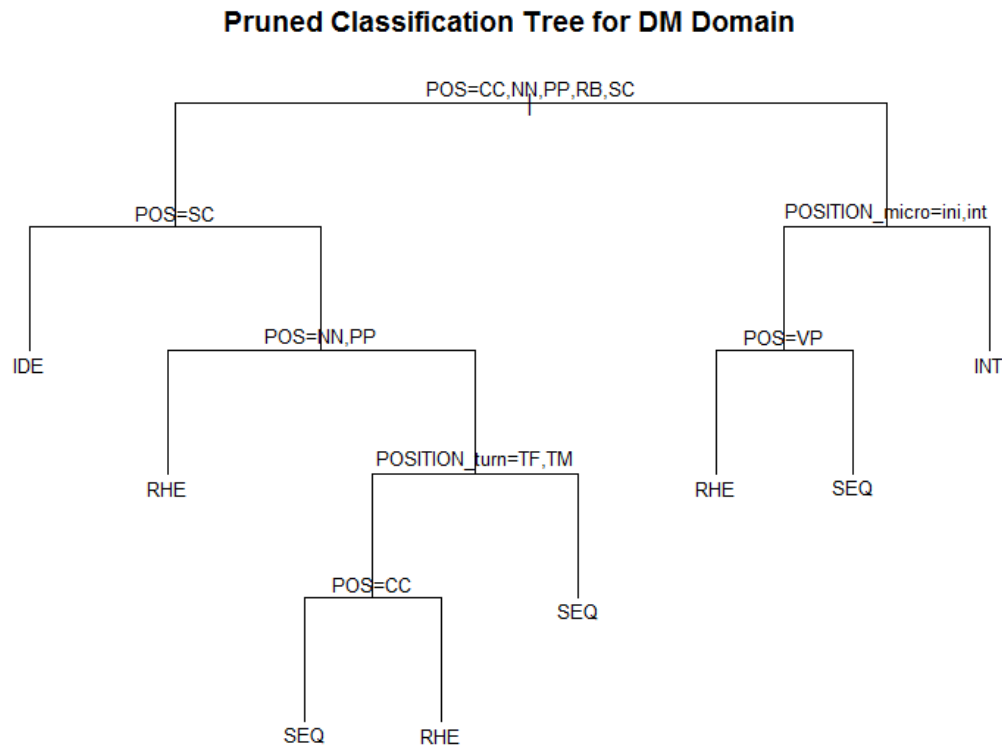 Pruned Classification Tree for DM Domain
POS=CC,NN,PP,RB,SC
POS=SC
POSITION_micro=ini,int
POS=NN,PP
POS=VP
IDE
INT
POSITION_turn=TF,TM
RHE
RHE
SEQ
POS=CC
SEQ
SEQ
RHE